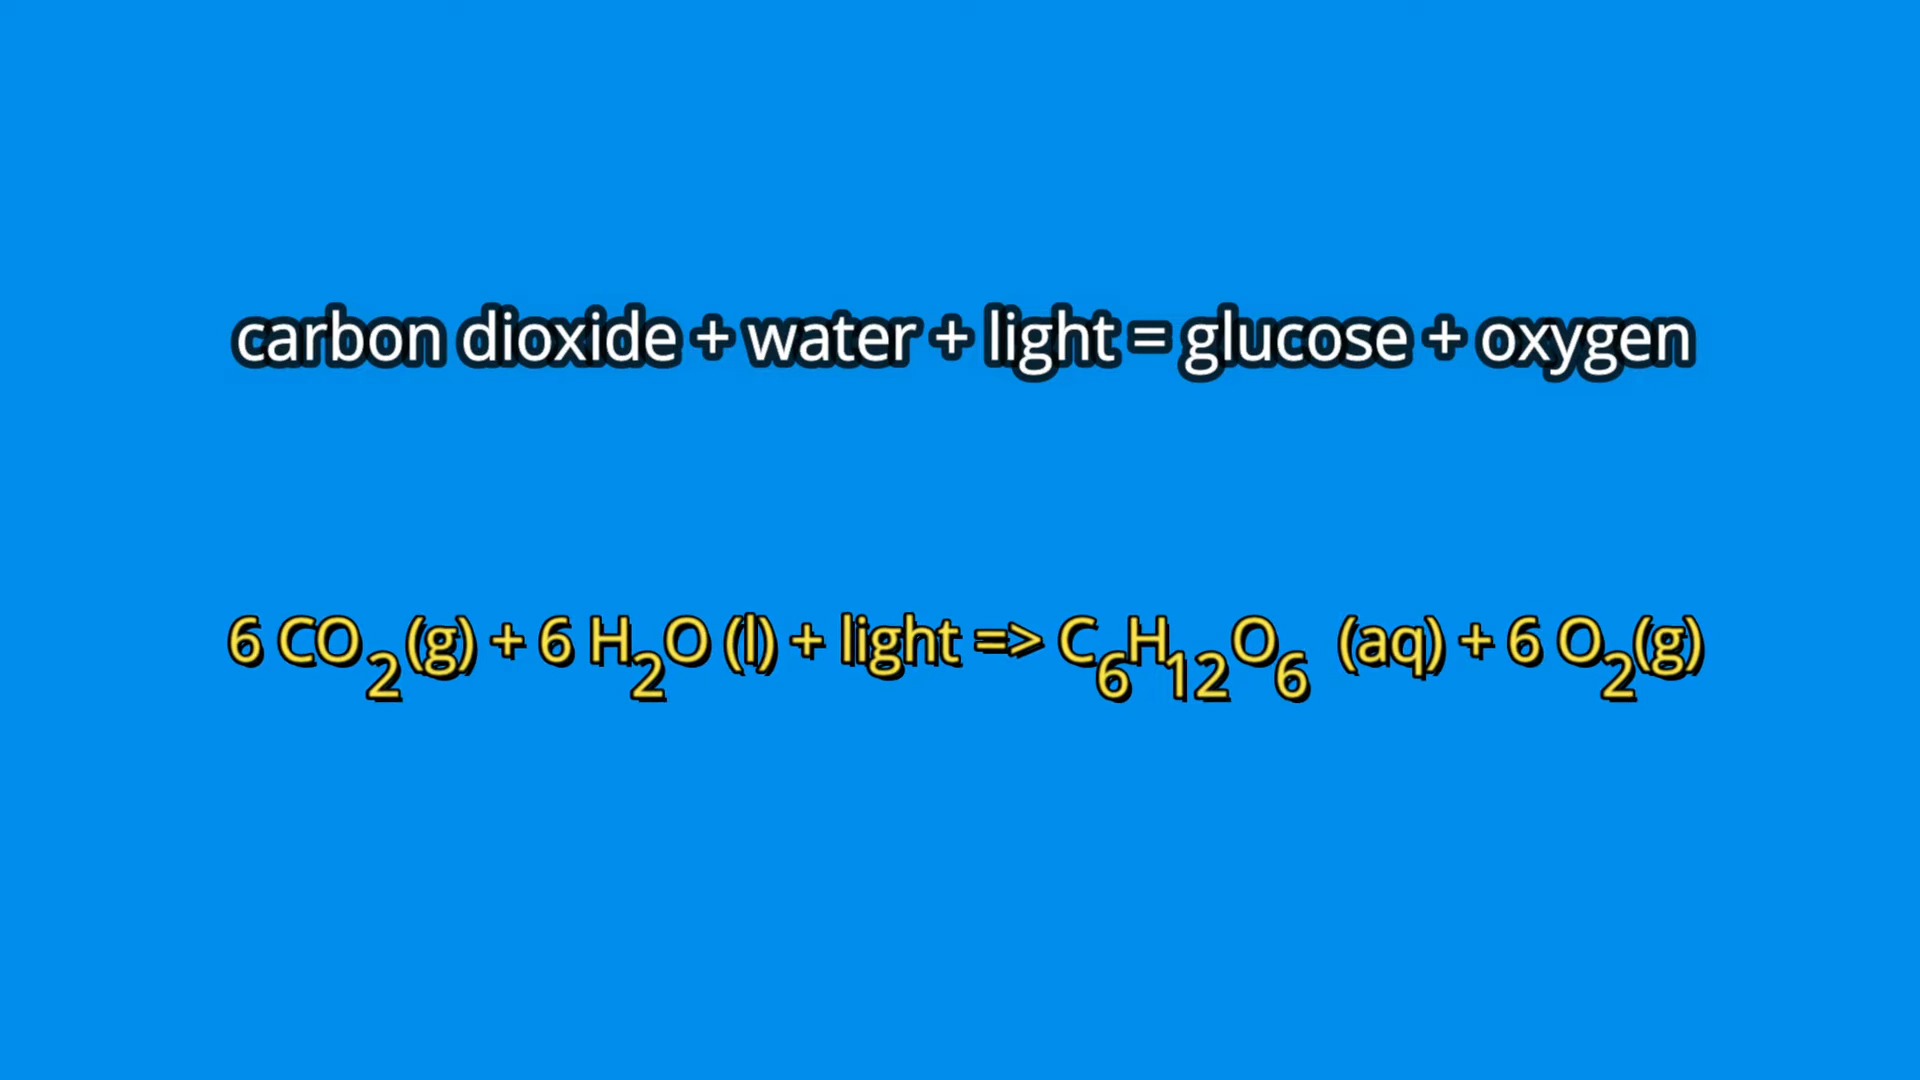 carbon dioxide + water + light = glucose + oxygen
6 CO₂(g) + 6 H₂O (l) + light => C₆H₁₂O₆ (aq) + 6 O₂(g)